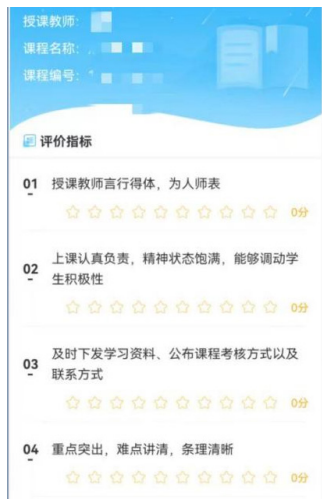 授课教师:
课程名称:
课程编号:
评价指标
01 授课教师言行得体，为人师表
0分
02 上课认真负责，精神状态饱满，能够调动学
生积极性
0分
03 及时下发学习资料、公布课程考核方式以及
联系方式
0分
04 重点突出，难点讲清，条理清晰
0分